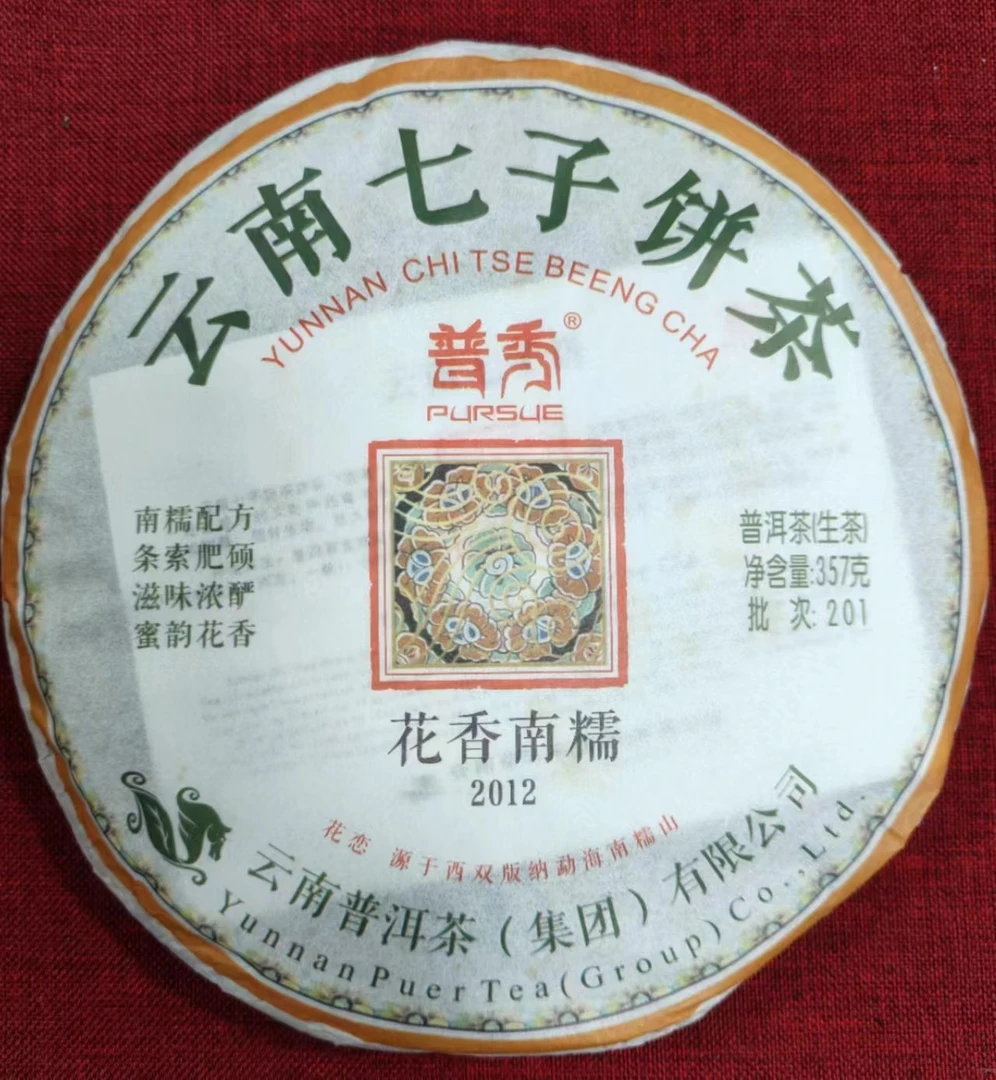 云南七子饼茶
YUNNAN CHI TSE BEENG CHA
普秀®
PURSUE
南糯配方
条索肥硕
滋味浓酽
蜜韵花香
普洱茶(生茶)
净含量:357克
批 次: 201
花香南糯
2012
花恋 源于西双版纳勐海南糯山
云南普洱茶(集团)有限公司
Yunnan Puer Tea(Group)Co.,Ltd.